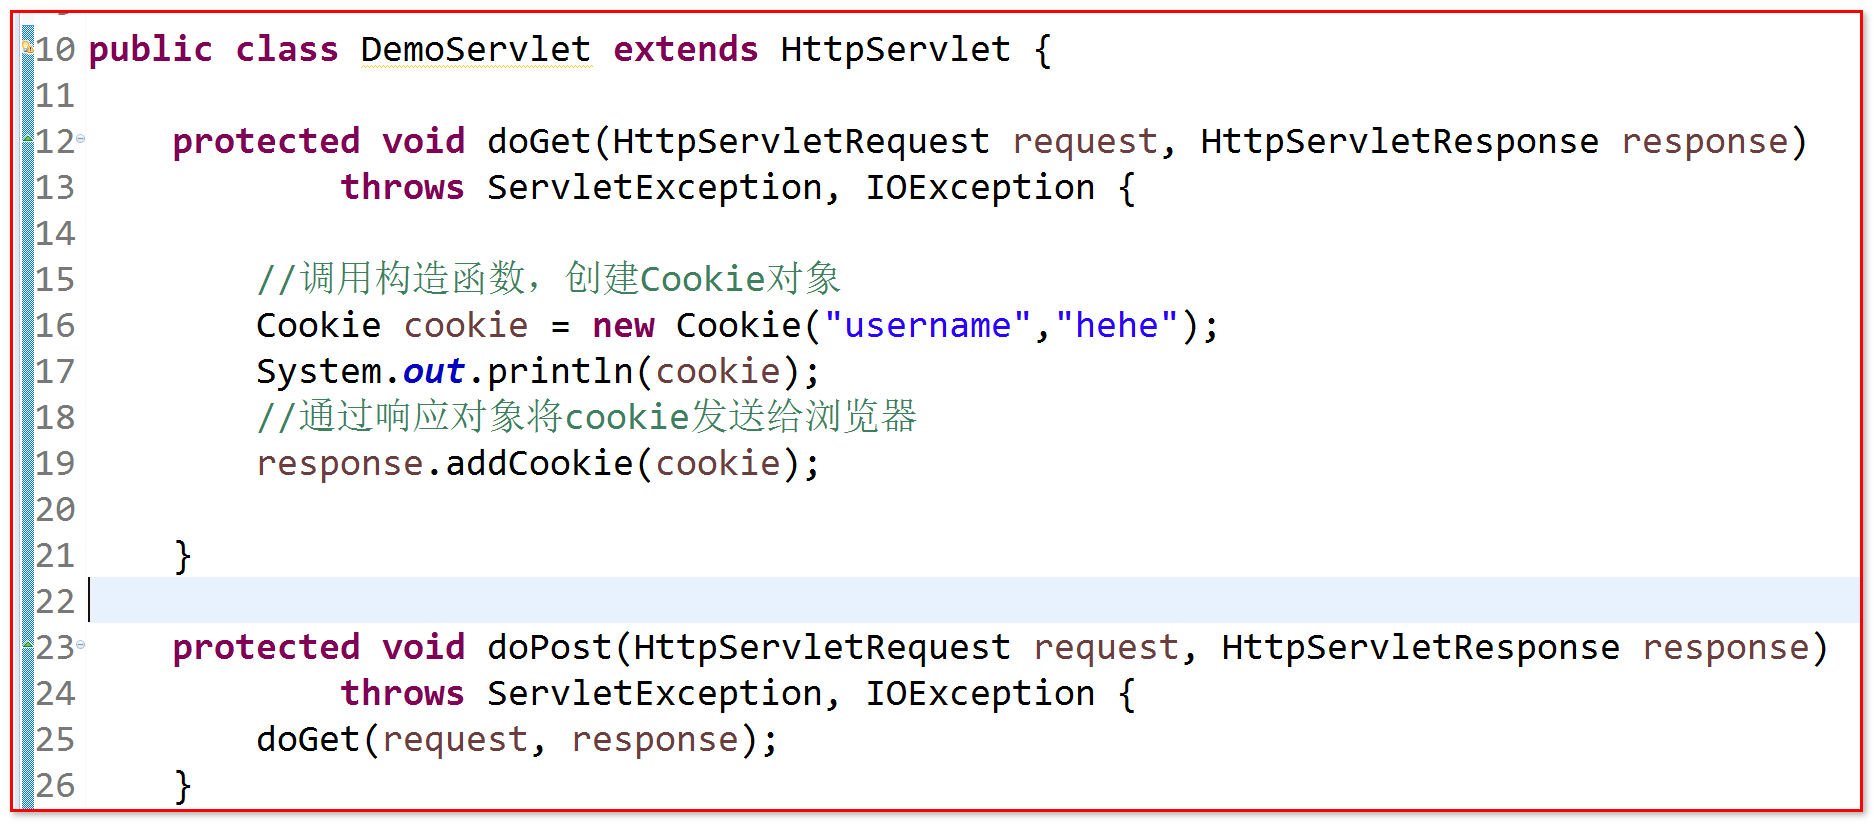 10 public class DemoServlet extends HttpServlet {
11
12 protected void doGet(HttpServletRequest request, HttpServletResponse response)
13 throws ServletException, IOException {
14
15 //调用构造函数，创建Cookie对象
16 Cookie cookie = new Cookie("username","hehe");
17 System.out.println(cookie);
18 //通过响应对象将cookie发送给浏览器
19 response.addCookie(cookie);
20
21 }
22
23 protected void doPost(HttpServletRequest request, HttpServletResponse response)
24 throws ServletException, IOException {
25 doGet(request, response);
26 }